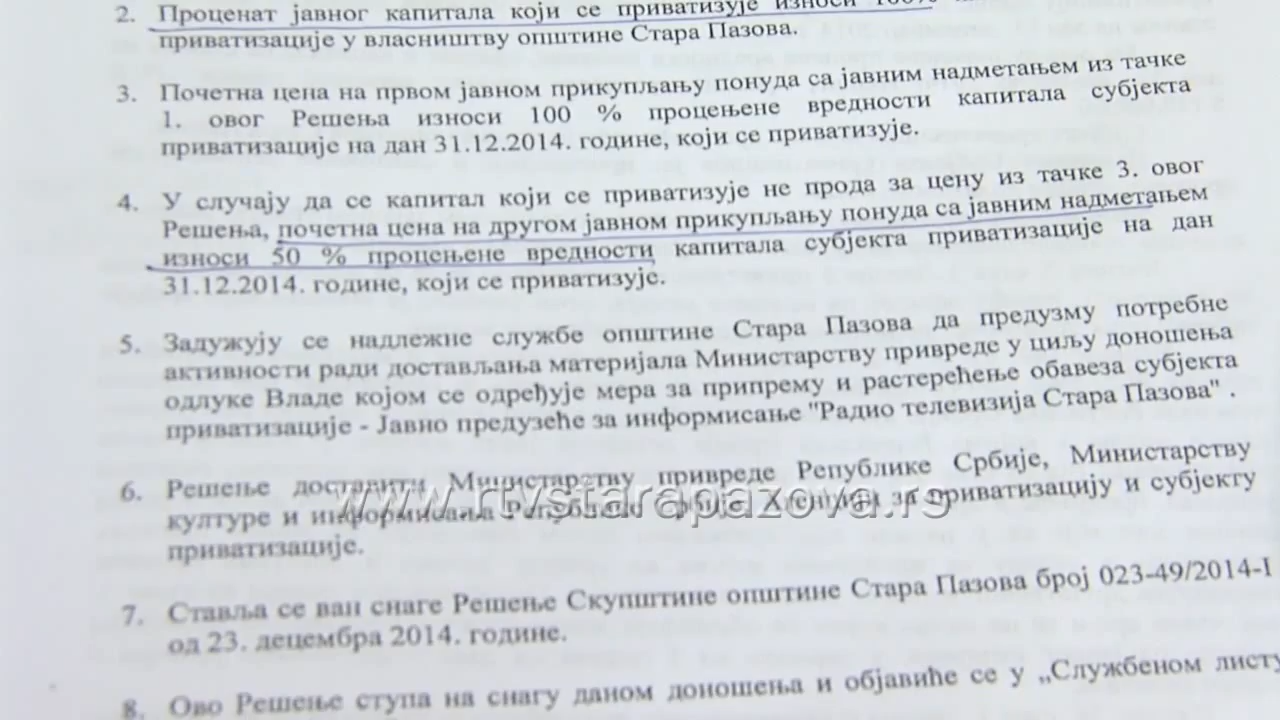 2. Проценат јавног капитала који се приватизује износи 100%
приватизације у власништву општине Стара Пазова.
3. Почетна цена на првом јавном прикупљању понуда са јавним надметањем из тачке
1. овог Решења износи 100 % процењене вредности капитала субјекта
приватизације на дан 31.12.2014. године, који се приватизује.
4. У случају да се капитал који се приватизује не прода за цену из тачке 3. овог
Решења, почетна цена на другом јавном прикупљању понуда са јавним надметањем
износи 50 % процењене вредности капитала субјекта приватизације на дан
31.12.2014. године, који се приватизује.
5. Задужују се надлежне службе општине Стара Пазова да предузму потребне
активности ради достављања материјала Министарству привреде у циљу доношења
одлуке Владе којом се одређује мера за припрему и растерећење обавеза субјекта
приватизације - Јавно предузеће за информисање "Радио телевизија Стара Пазова" .
6. Решење доставити Министарству привреде Републике Србије, Министарству
културе и информисања Републике Србије, Агенцији за приватизацију и субјекту
приватизације.
www.rtvstarapazova.rs
7. Ставља се ван снаге Решење Скупштине општине Стара Пазова број 023-49/2014-I
од 23. децембра 2014. године.
8. Ово Решење ступа на снагу даном доношења и објавиће се у „Службеном листу